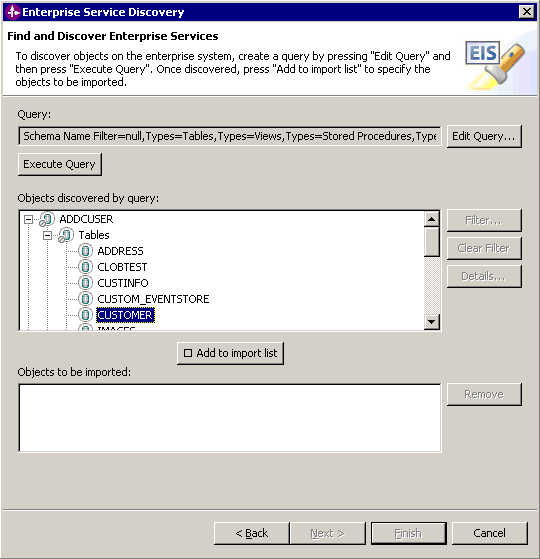 Enterprise Service Discovery
Find and Discover Enterprise Services
To discover objects on the enterprise system, create a query by pressing "Edit Query" and
then press "Execute Query". Once discovered, press "Add to import list" to specify the
objects to be imported.
EIS
Query:
Schema Name Filter=null,Types=Tables,Types=Views,Types=Stored Procedures,Type
Edit Query...
Execute Query
Objects discovered by query:
ADDCUSER
Tables
ADDRESS
CLOBTEST
CUSTINFO
CUSTOM_EVENTSTORE
CUSTOMER
IMAGES
Filter...
Clear Filter
Details...
Add to import list
Objects to be imported:
Remove
< Back
Next >
Finish
Cancel